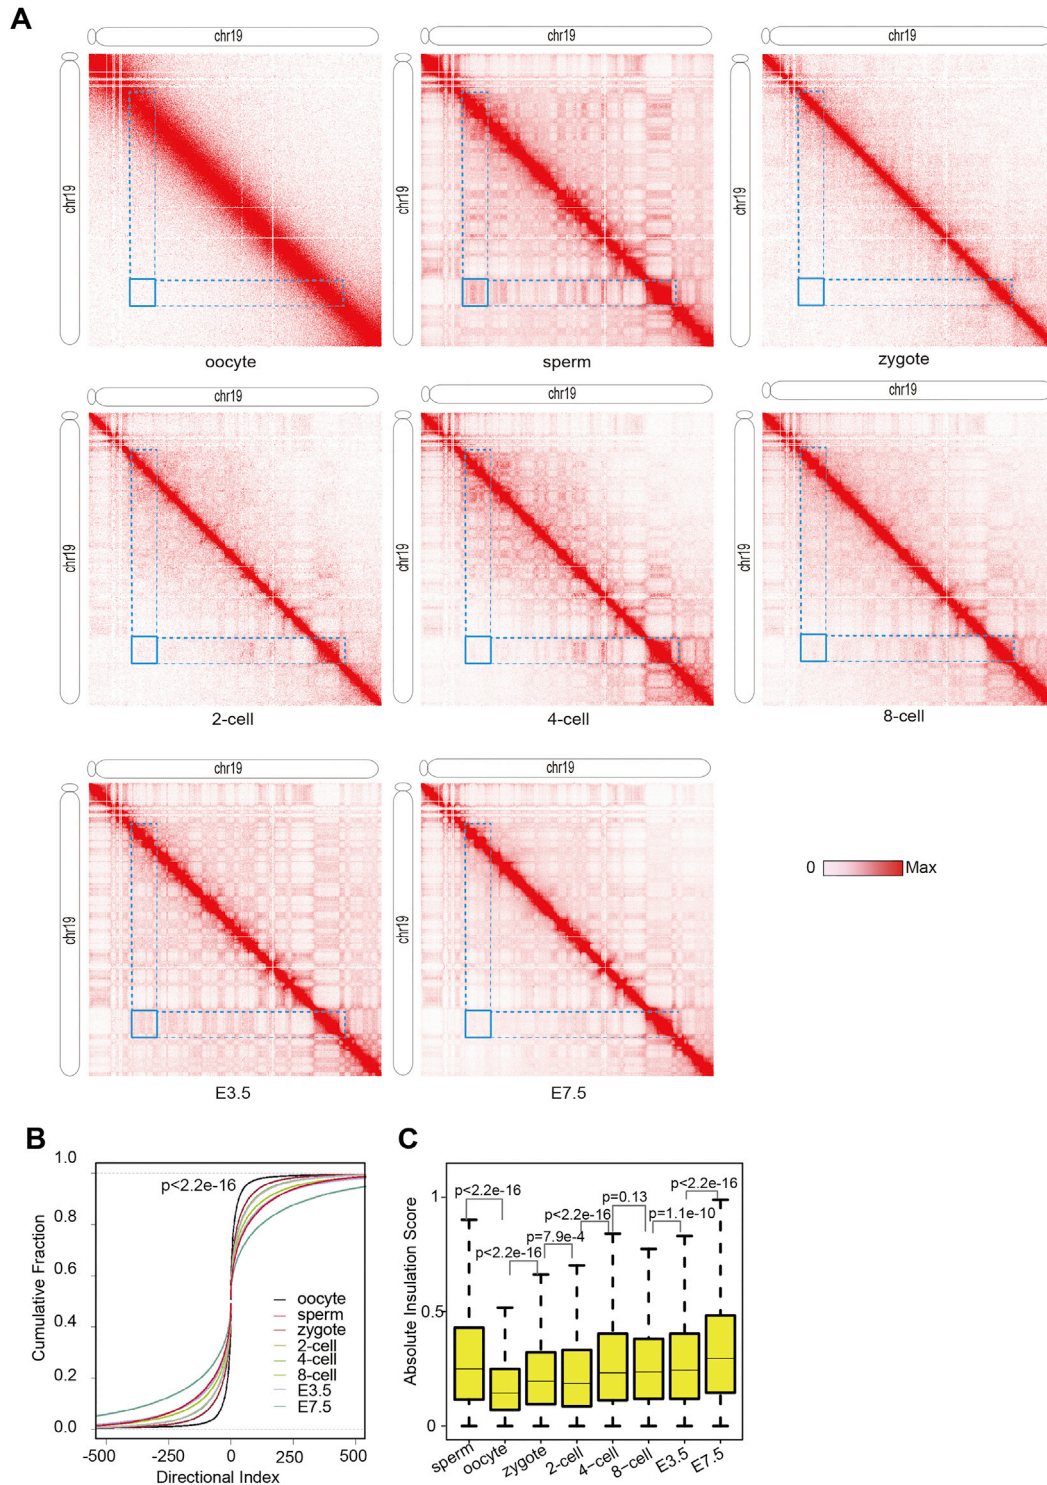 A
chr19 chr19 chr19
chr19 chr19 chr19
oocyte sperm zygote
chr19 chr19 chr19
chr19 chr19 chr19
2-cell 4-cell 8-cell
chr19 chr19
chr19 chr19
0 Max
E3.5 E7.5
B
1.0
0.8
0.6
0.4
0.2
0.0
Cumulative Fraction
p<2.2e-16
oocyte
sperm
zygote
2-cell
4-cell
8-cell
E3.5
E7.5
-500 -250 0 250 500
Directional Index
C
Absolute Insulation Score
1
0.5
0
p<2.2e-16
p<2.2e-16
p=0.13
p<2.2e-16
p=1.1e-10
p=7.9e-4
p<2.2e-16
sperm oocyte zygote 2-cell 4-cell 8-cell E3.5 E7.5